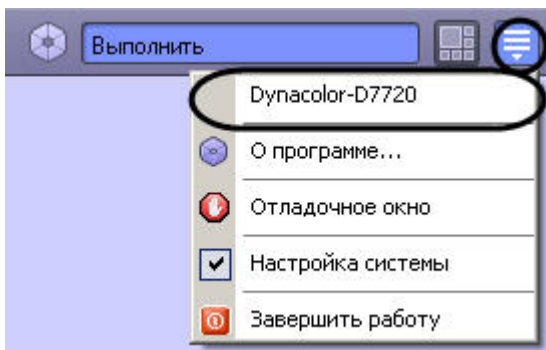 Выполнить
Dynacolor-D7720
О программе...
Отладочное окно
Настройка системы
Завершить работу